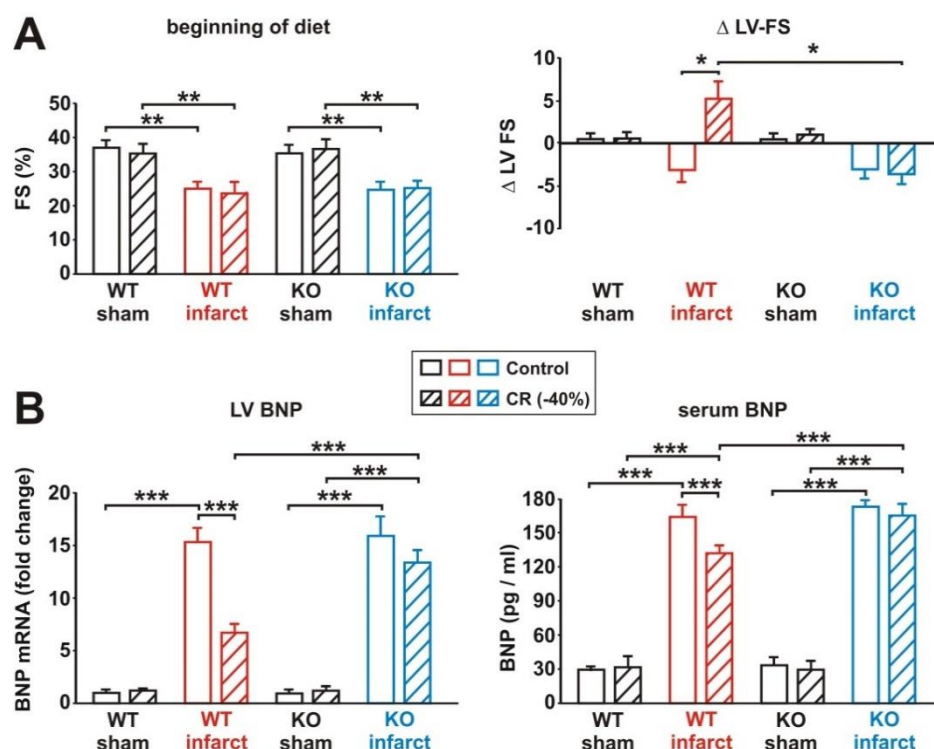 A
beginning of diet
FS (%)
50
40
30
20
10
0
** **
** **
WT sham
WT infarct
KO sham
KO infarct
Δ LV-FS
Δ LV FS
10
5
0
-5
-10
* *
WT sham
WT infarct
KO sham
KO infarct
Control
CR (-40%)
B
LV BNP
BNP mRNA (fold change)
20
15
10
5
0
***
***
*** *** ***
WT sham
WT infarct
KO sham
KO infarct
serum BNP
BNP (pg / ml)
180
150
120
90
60
30
0
*** ***
*** ***
*** ***
WT sham
WT infarct
KO sham
KO infarct